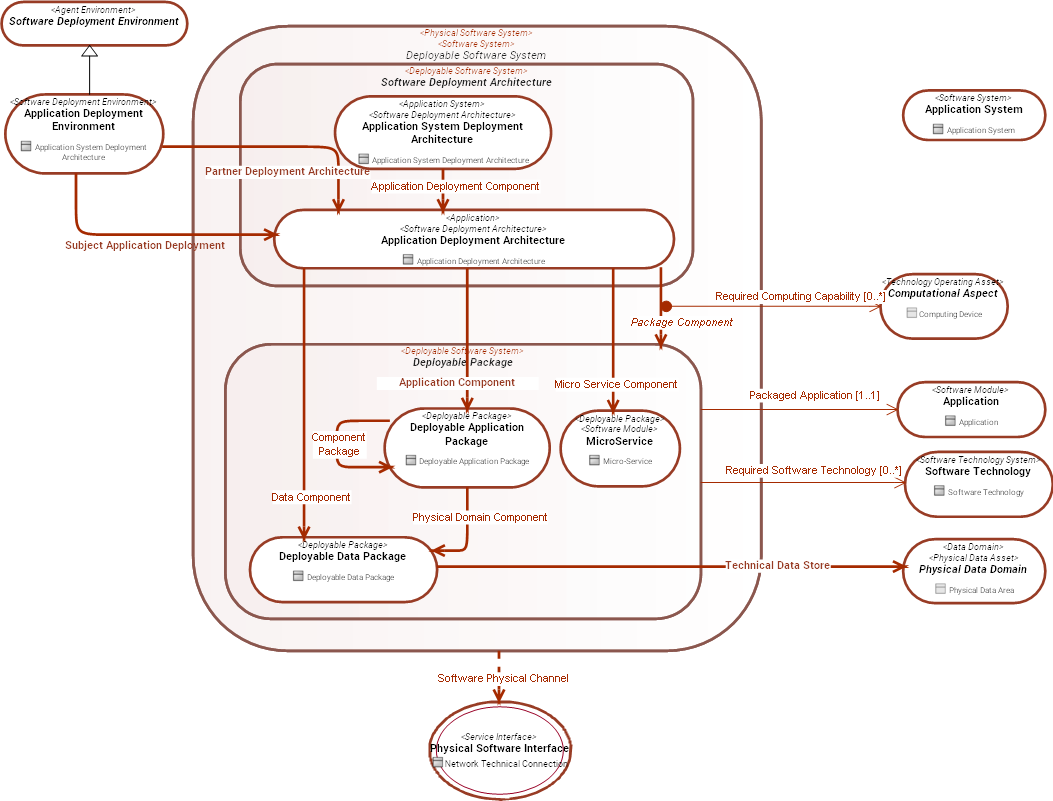 <Agent Environment>
Software Deployment Environment
<Software Deployment Environment>
Application Deployment
Environment
Application System Deployment
Architecture
<Physical Software System>
<Software System>
Deployable Software System
<Deployable Software System>
Software Deployment Architecture
<Application System>
<Software Deployment Architecture>
Application System Deployment
Architecture
Application System Deployment Architecture
<Software System>
Application System
Application System
Partner Deployment Architecture
Application Deployment Component
<Application>
<Software Deployment Architecture>
Application Deployment Architecture
Application Deployment Architecture
Subject Application Deployment
Required Computing Capability [0..*]
<Technology Operating Asset>
Computational Aspect
Computing Device
Package Component
<Deployable Software System>
Deployable Package
Application Component
Micro Service Component
Packaged Application [1..1]
<Software Module>
Application
Application
<Deployable Package>
Deployable Application
Package
Deployable Application Package
<Deployable Package>
<Software Module>
MicroService
Micro-Service
Component
Package
Required Software Technology [0..*]
<Software Technology System>
Software Technology
Software Technology
Data Component
Physical Domain Component
<Deployable Package>
Deployable Data Package
Deployable Data Package
Technical Data Store
<Data Domain>
<Physical Data Asset>
Physical Data Domain
Physical Data Area
Software Physical Channel
<Service Interface>
Physical Software Interface
Network Technical Connection